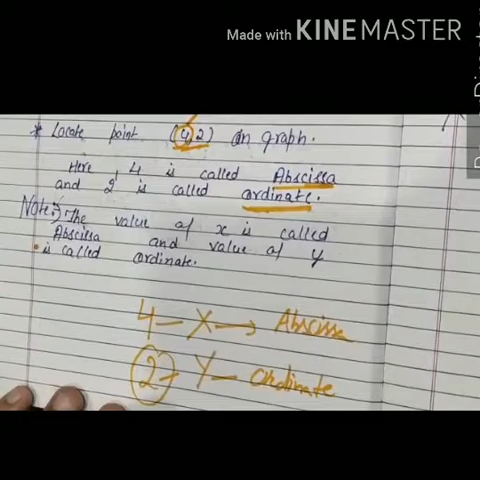 Made with KINEMASTER
* Locate point (4,2) on graph.
Here, 4 is called Abscissa
and 2 is called ordinate.
Note:- The value of x is called
Abscissa and value of y
is called ordinate.
4 — X → Abscissa
2 - Y — ordinate